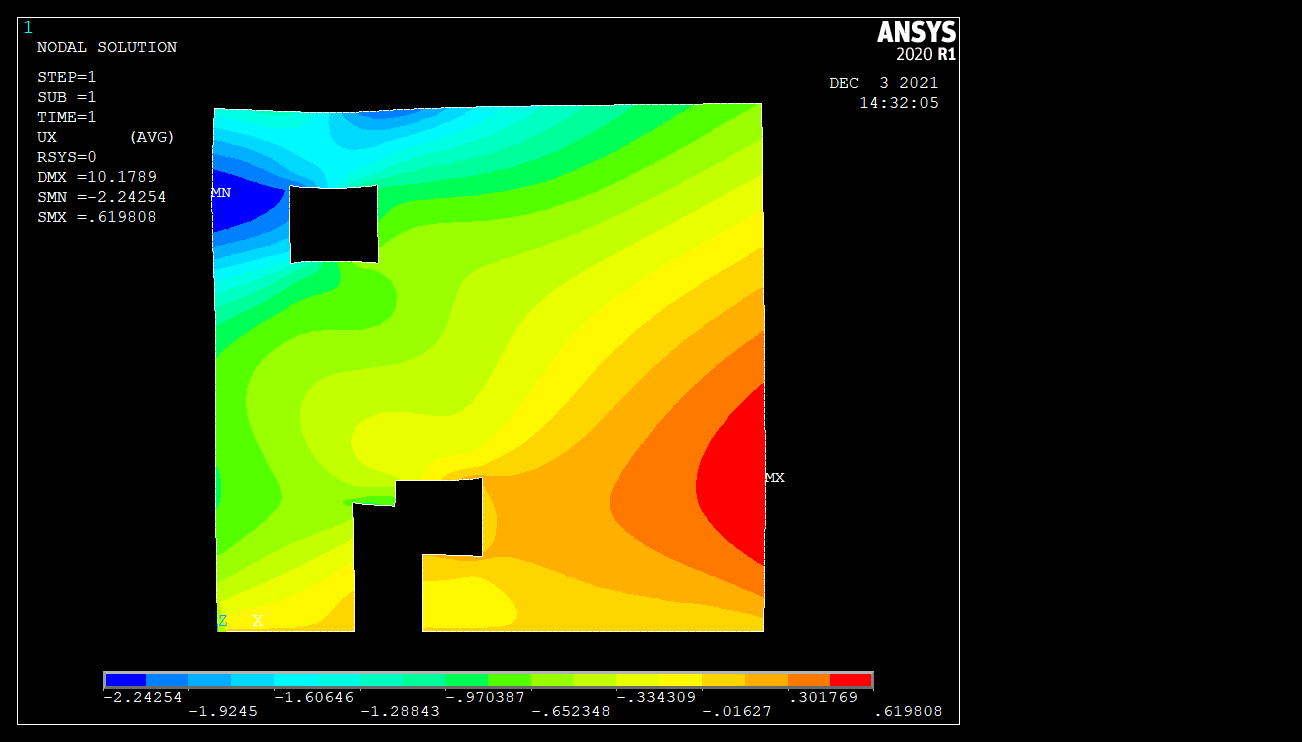 1
ANSYS
2020 R1
NODAL SOLUTION
STEP=1
SUB =1
TIME=1
UX (AVG)
RSYS=0
DMX =10.1789
SMN =-2.24254
SMX =.619808
DEC 3 2021
14:32:05
MN
MX
Z X
-2.24254 -1.60646 -.970387 -.334309 .301769
-1.9245 -1.28843 -.652348 -.01627 .619808